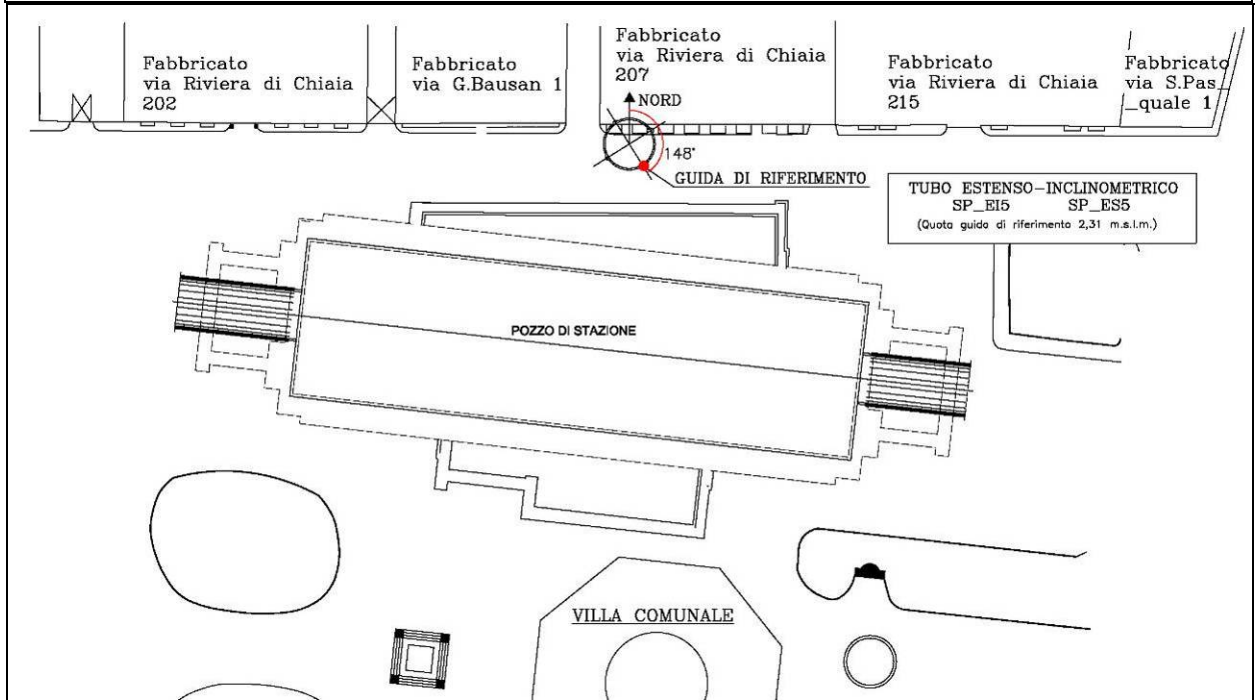 Fabbricato
via Riviera di Chiaia
202
Fabbricato
via G.Bausan 1
Fabbricato
via Riviera di Chiaia
207
Fabbricato
via Riviera di Chiaia
215
Fabbricato
via S.Pas_
_quale 1
NORD
148°
GUIDA DI RIFERIMENTO
TUBO ESTENSO-INCLINOMETRICO
SP_EI5 SP_ES5
(Quota guida di riferimento 2,31 m.s.l.m.)
POZZO DI STAZIONE
VILLA COMUNALE